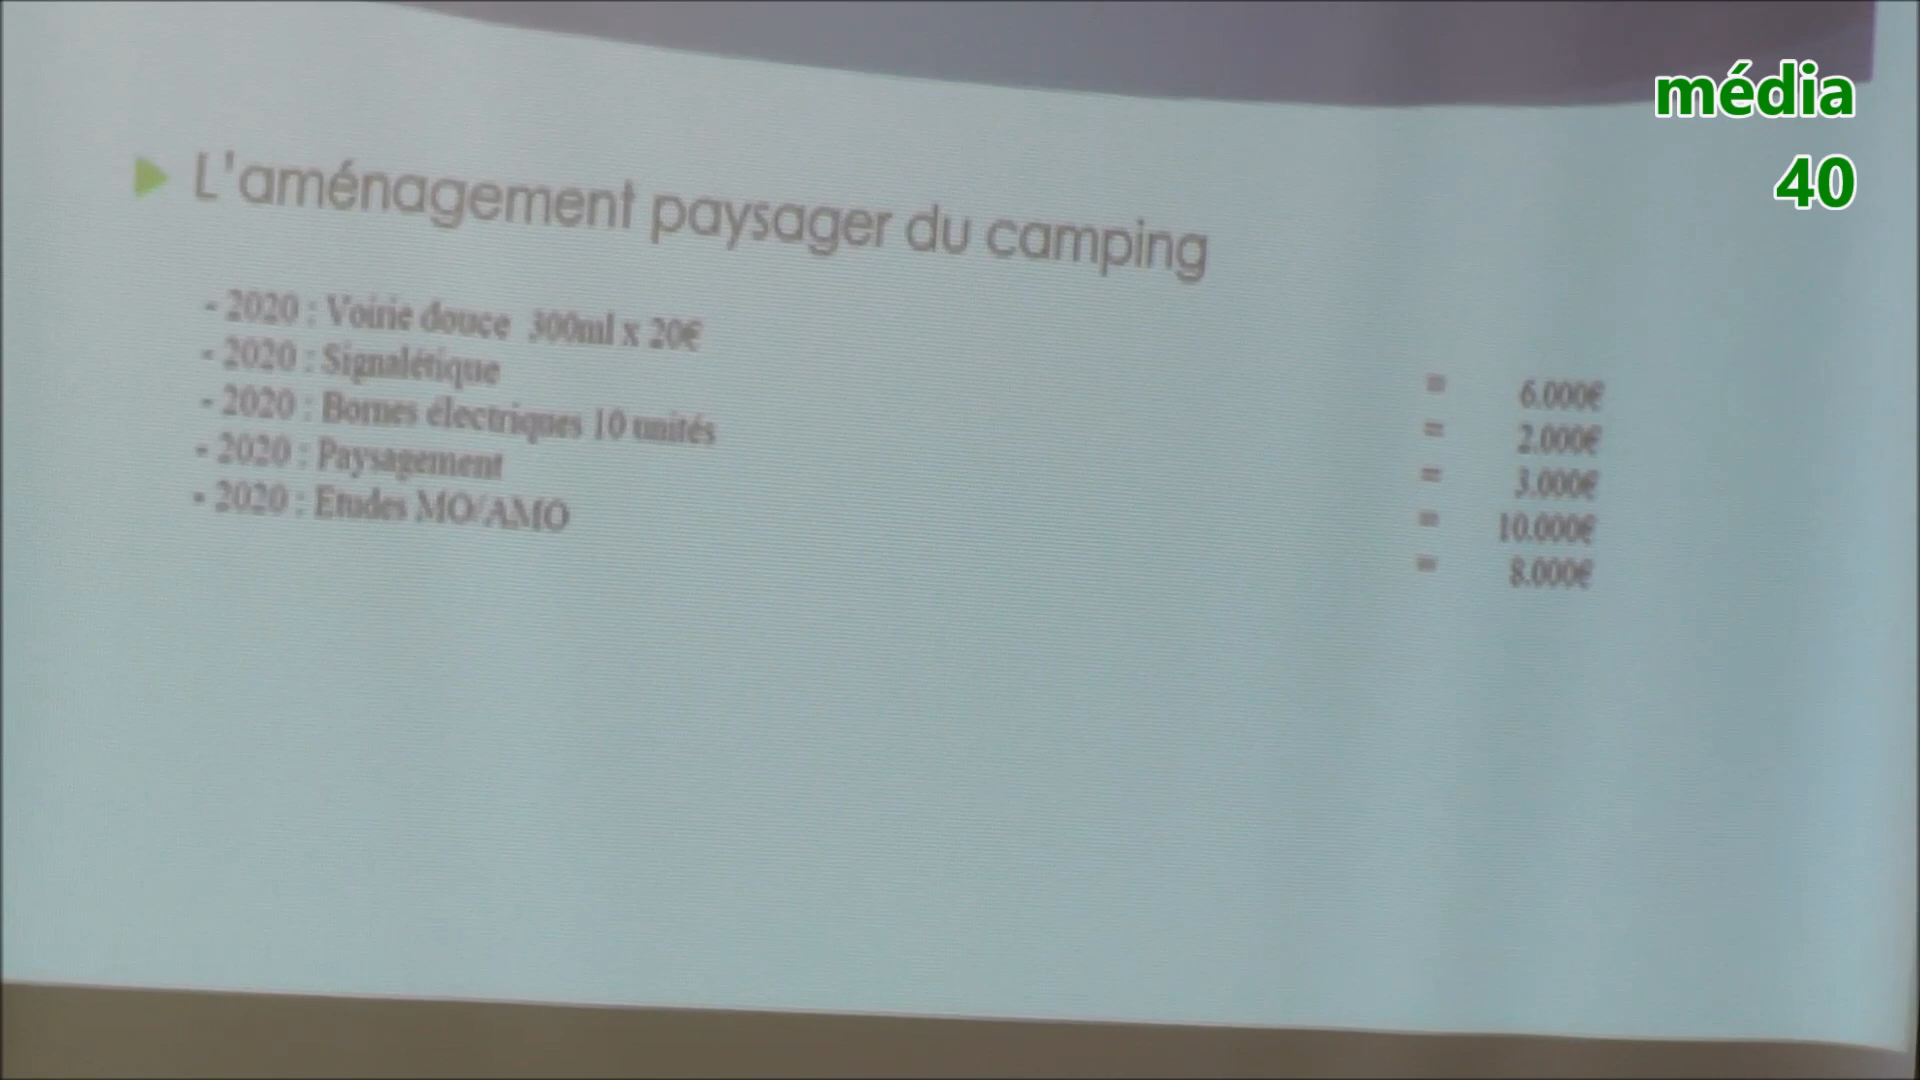 média
40
L'aménagement paysager du camping
- 2020 : Voirie douce 300ml x 20€ = 6.000€
- 2020 : Signalétique = 2.000€
- 2020 : Bornes électriques 10 unités = 3.000€
- 2020 : Paysagement = 10.000€
- 2020 : Etudes MO/AMO = 8.000€